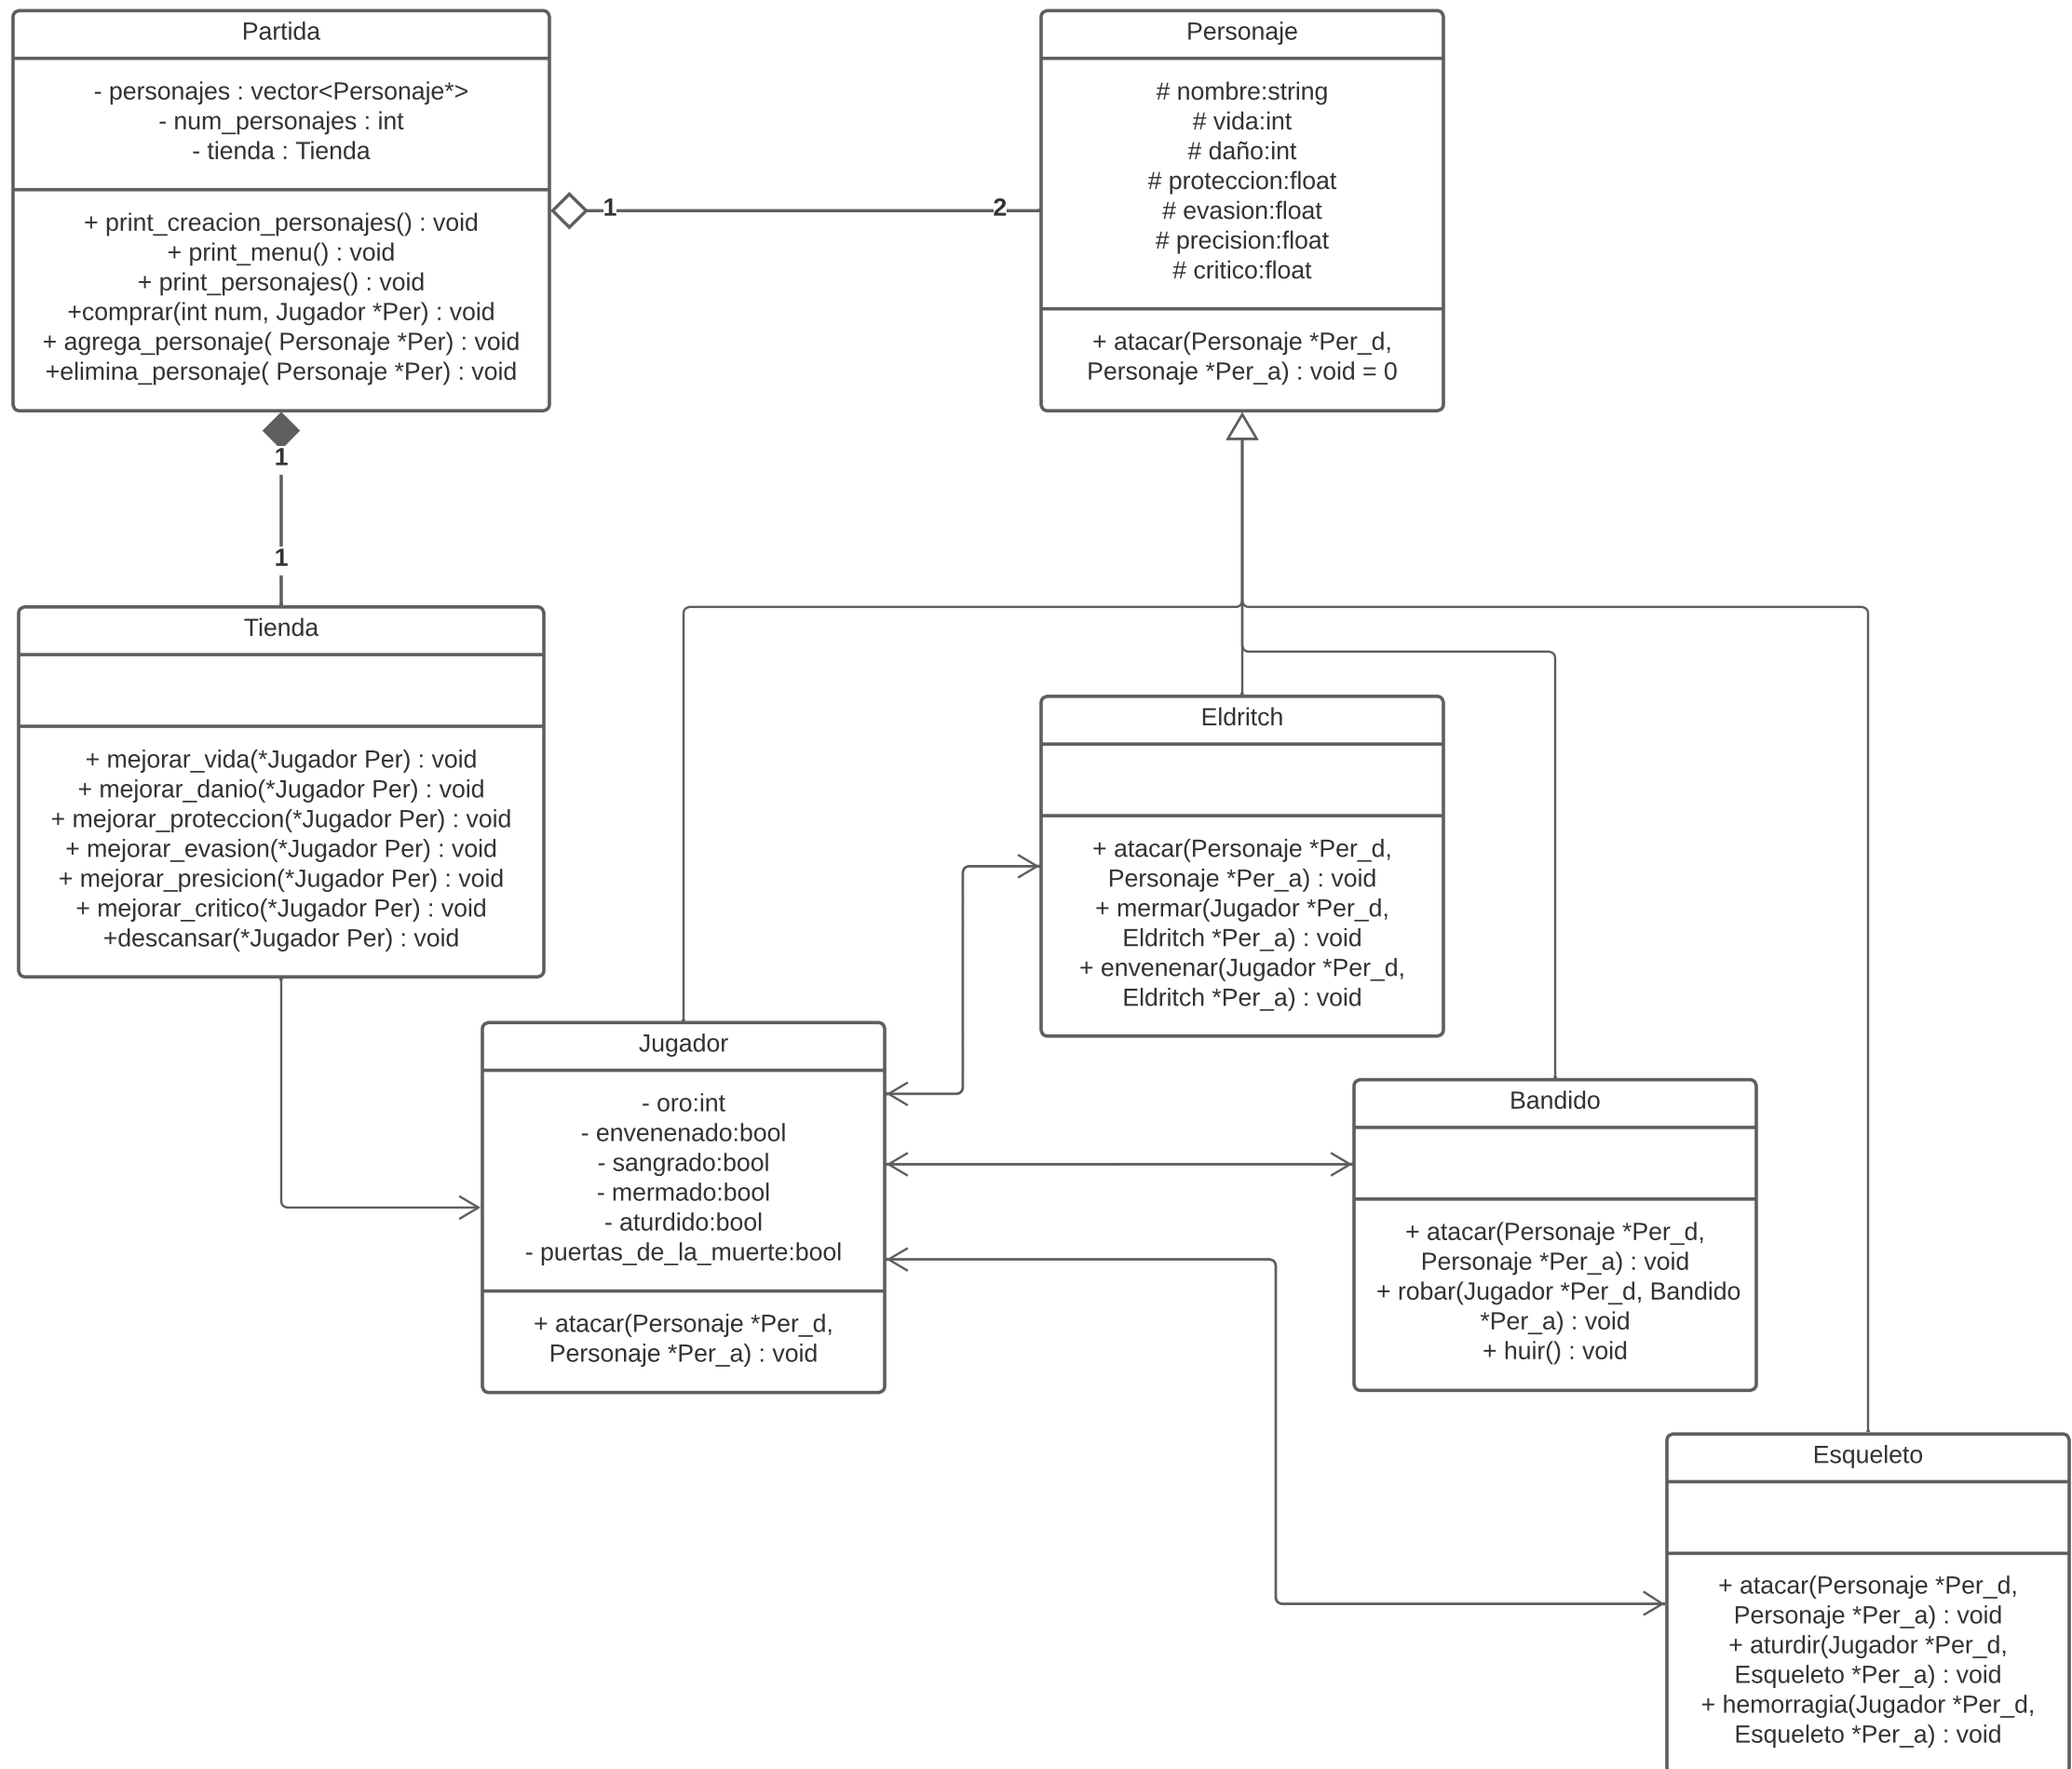 Partida
- personajes : vector<Personaje*>
- num_personajes : int
- tienda : Tienda
+ print_creacion_personajes() : void
+ print_menu() : void
+ print_personajes() : void
+comprar(int num, Jugador *Per) : void
+ agrega_personaje( Personaje *Per) : void
+elimina_personaje( Personaje *Per) : void
1
2
Personaje
# nombre:string
# vida:int
# daño:int
# proteccion:float
# evasion:float
# precision:float
# critico:float
+ atacar(Personaje *Per_d,
Personaje *Per_a) : void = 0
1
1
Tienda
+ mejorar_vida(*Jugador Per) : void
+ mejorar_danio(*Jugador Per) : void
+ mejorar_proteccion(*Jugador Per) : void
+ mejorar_evasion(*Jugador Per) : void
+ mejorar_presicion(*Jugador Per) : void
+ mejorar_critico(*Jugador Per) : void
+descansar(*Jugador Per) : void
Eldritch
+ atacar(Personaje *Per_d,
Personaje *Per_a) : void
+ mermar(Jugador *Per_d,
Eldritch *Per_a) : void
+ envenenar(Jugador *Per_d,
Eldritch *Per_a) : void
Jugador
- oro:int
- envenenado:bool
- sangrado:bool
- mermado:bool
- aturdido:bool
- puertas_de_la_muerte:bool
+ atacar(Personaje *Per_d,
Personaje *Per_a) : void
Bandido
+ atacar(Personaje *Per_d,
Personaje *Per_a) : void
+ robar(Jugador *Per_d, Bandido
*Per_a) : void
+ huir() : void
Esqueleto
+ atacar(Personaje *Per_d,
Personaje *Per_a) : void
+ aturdir(Jugador *Per_d,
Esqueleto *Per_a) : void
+ hemorragia(Jugador *Per_d,
Esqueleto *Per_a) : void